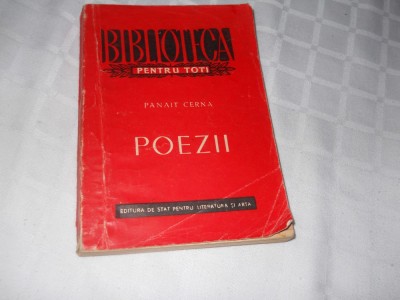 BIBLIOTECA
PENTRU TOȚI
PANAIT CERNA
POEZII
EDITURA DE STAT PENTRU LITERATURĂ ȘI ARTĂ